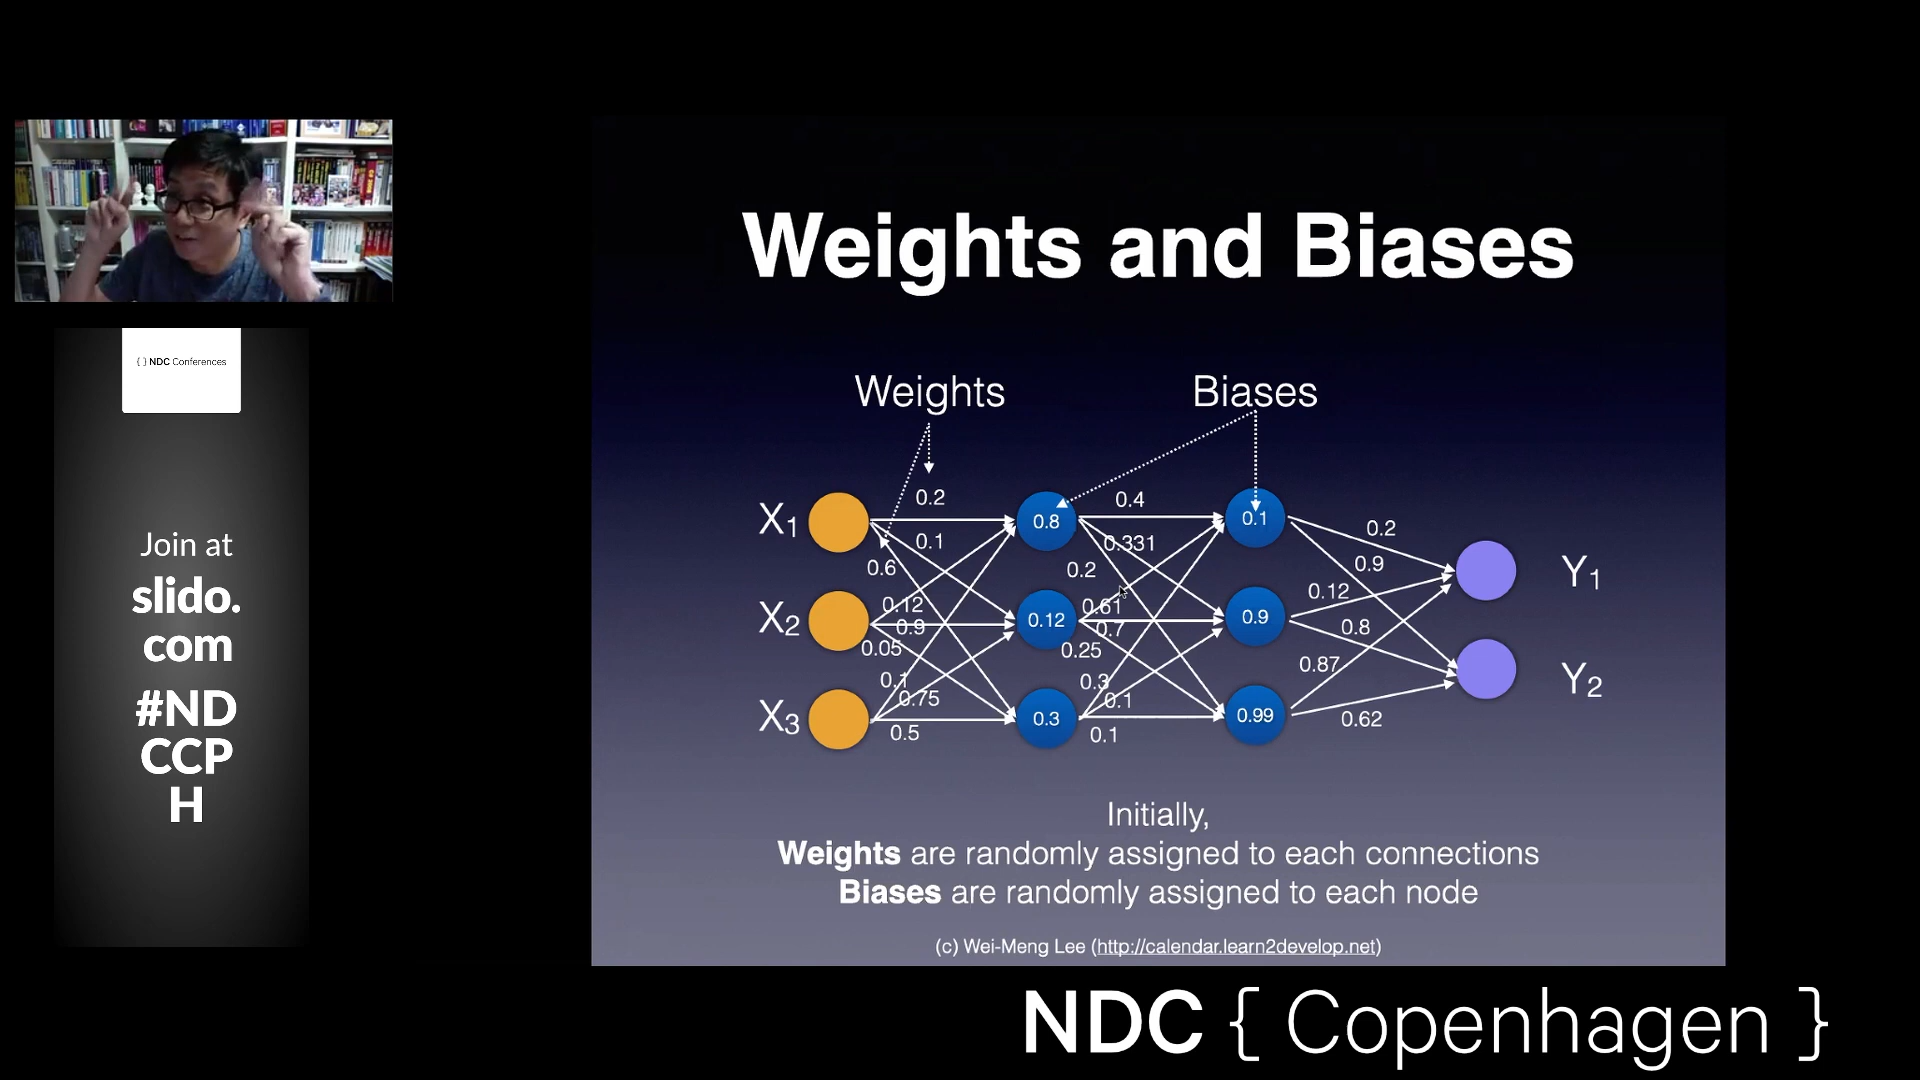 { } NDC Conferences
Join at
slido.
com
#ND
CCP
H
Weights and Biases
Weights
Biases
0.2
0.4
X1
0.8
0.1
0.2
0.1
0.331
0.6
0.2
0.9
Y1
0.12
0.61
0.12
X2
0.9
0.12
0.7
0.9
0.8
0.05
0.25
0.87
Y2
0.1
0.3
0.75
0.1
X3
0.3
0.99
0.5
0.1
0.62
Initially,
Weights are randomly assigned to each connections
Biases are randomly assigned to each node
(c) Wei-Meng Lee (http://calendar.learn2develop.net)
NDC { Copenhagen }